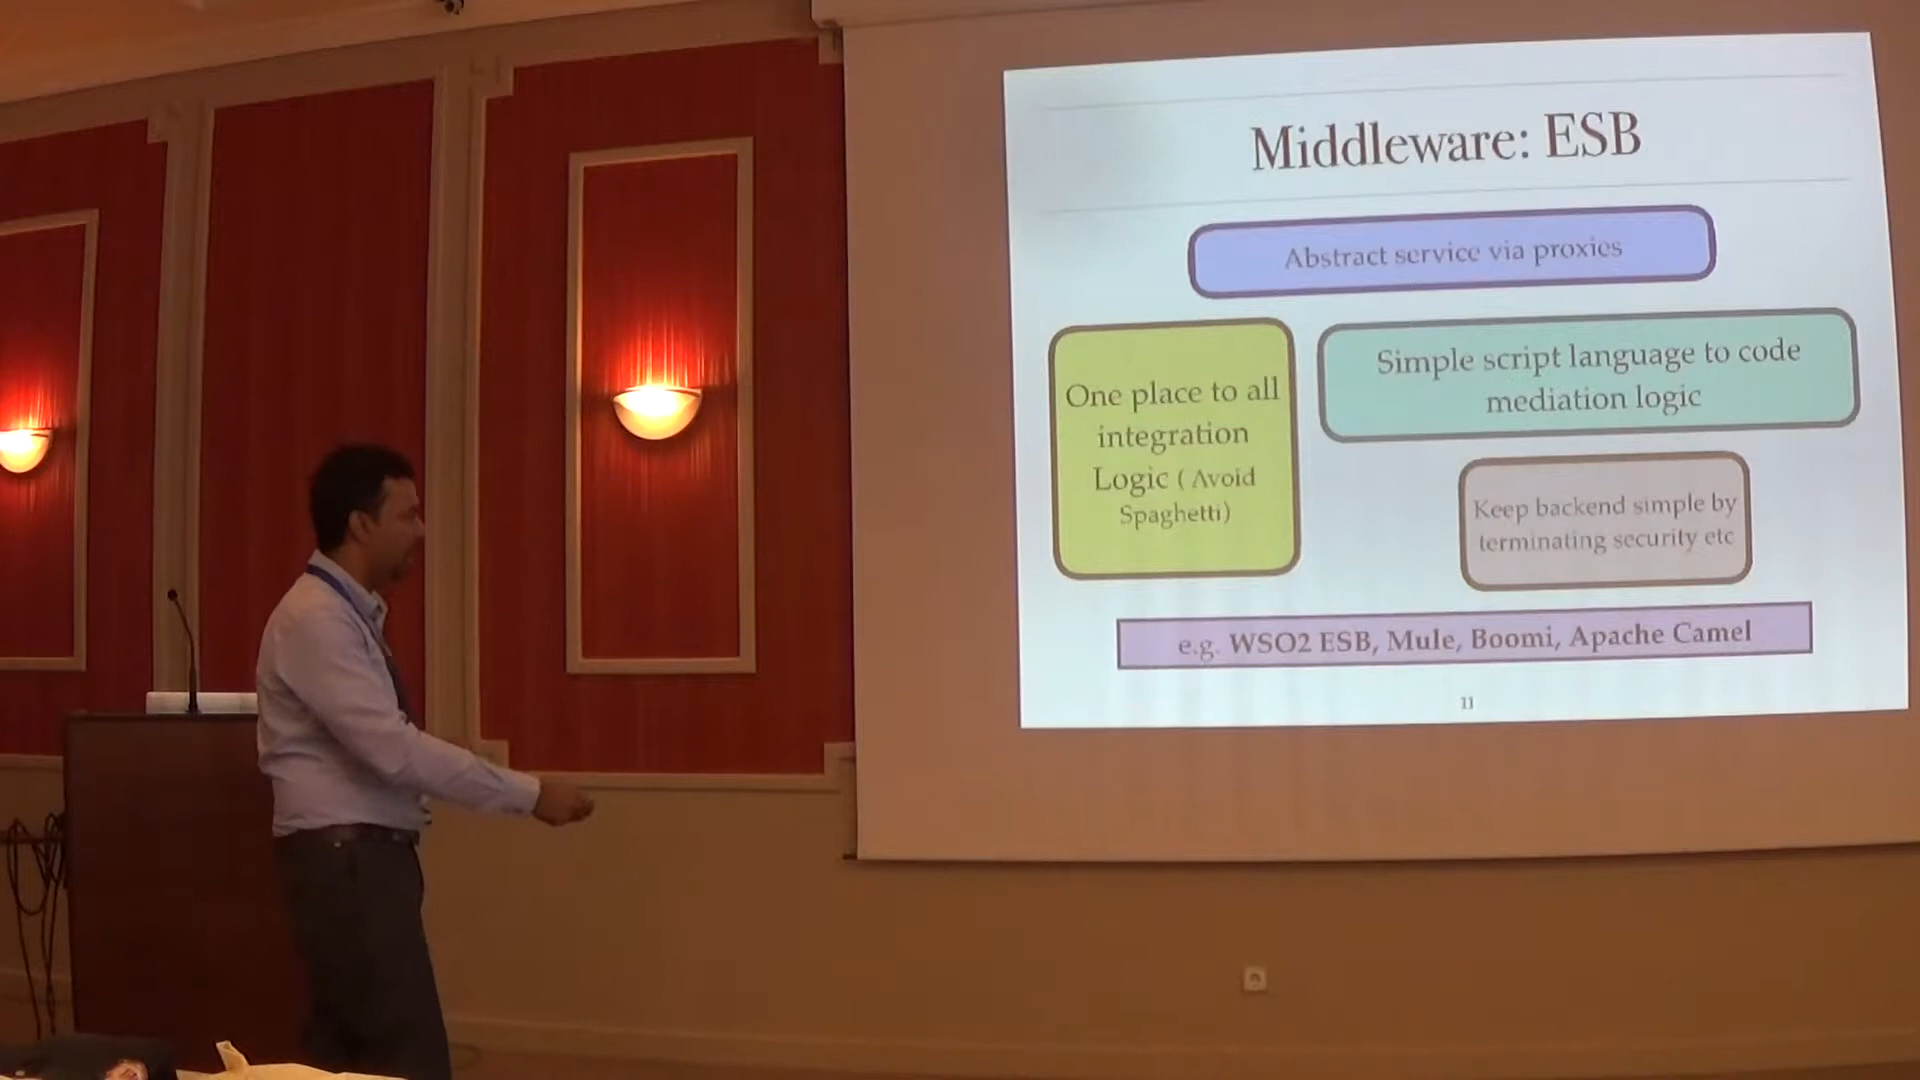 Middleware: ESB
Abstract service via proxies
One place to all
integration
Logic ( Avoid
Spaghetti)
Simple script language to code
mediation logic
Keep backend simple by
terminating security etc
e.g. WSO2 ESB, Mule, Boomi, Apache Camel
11